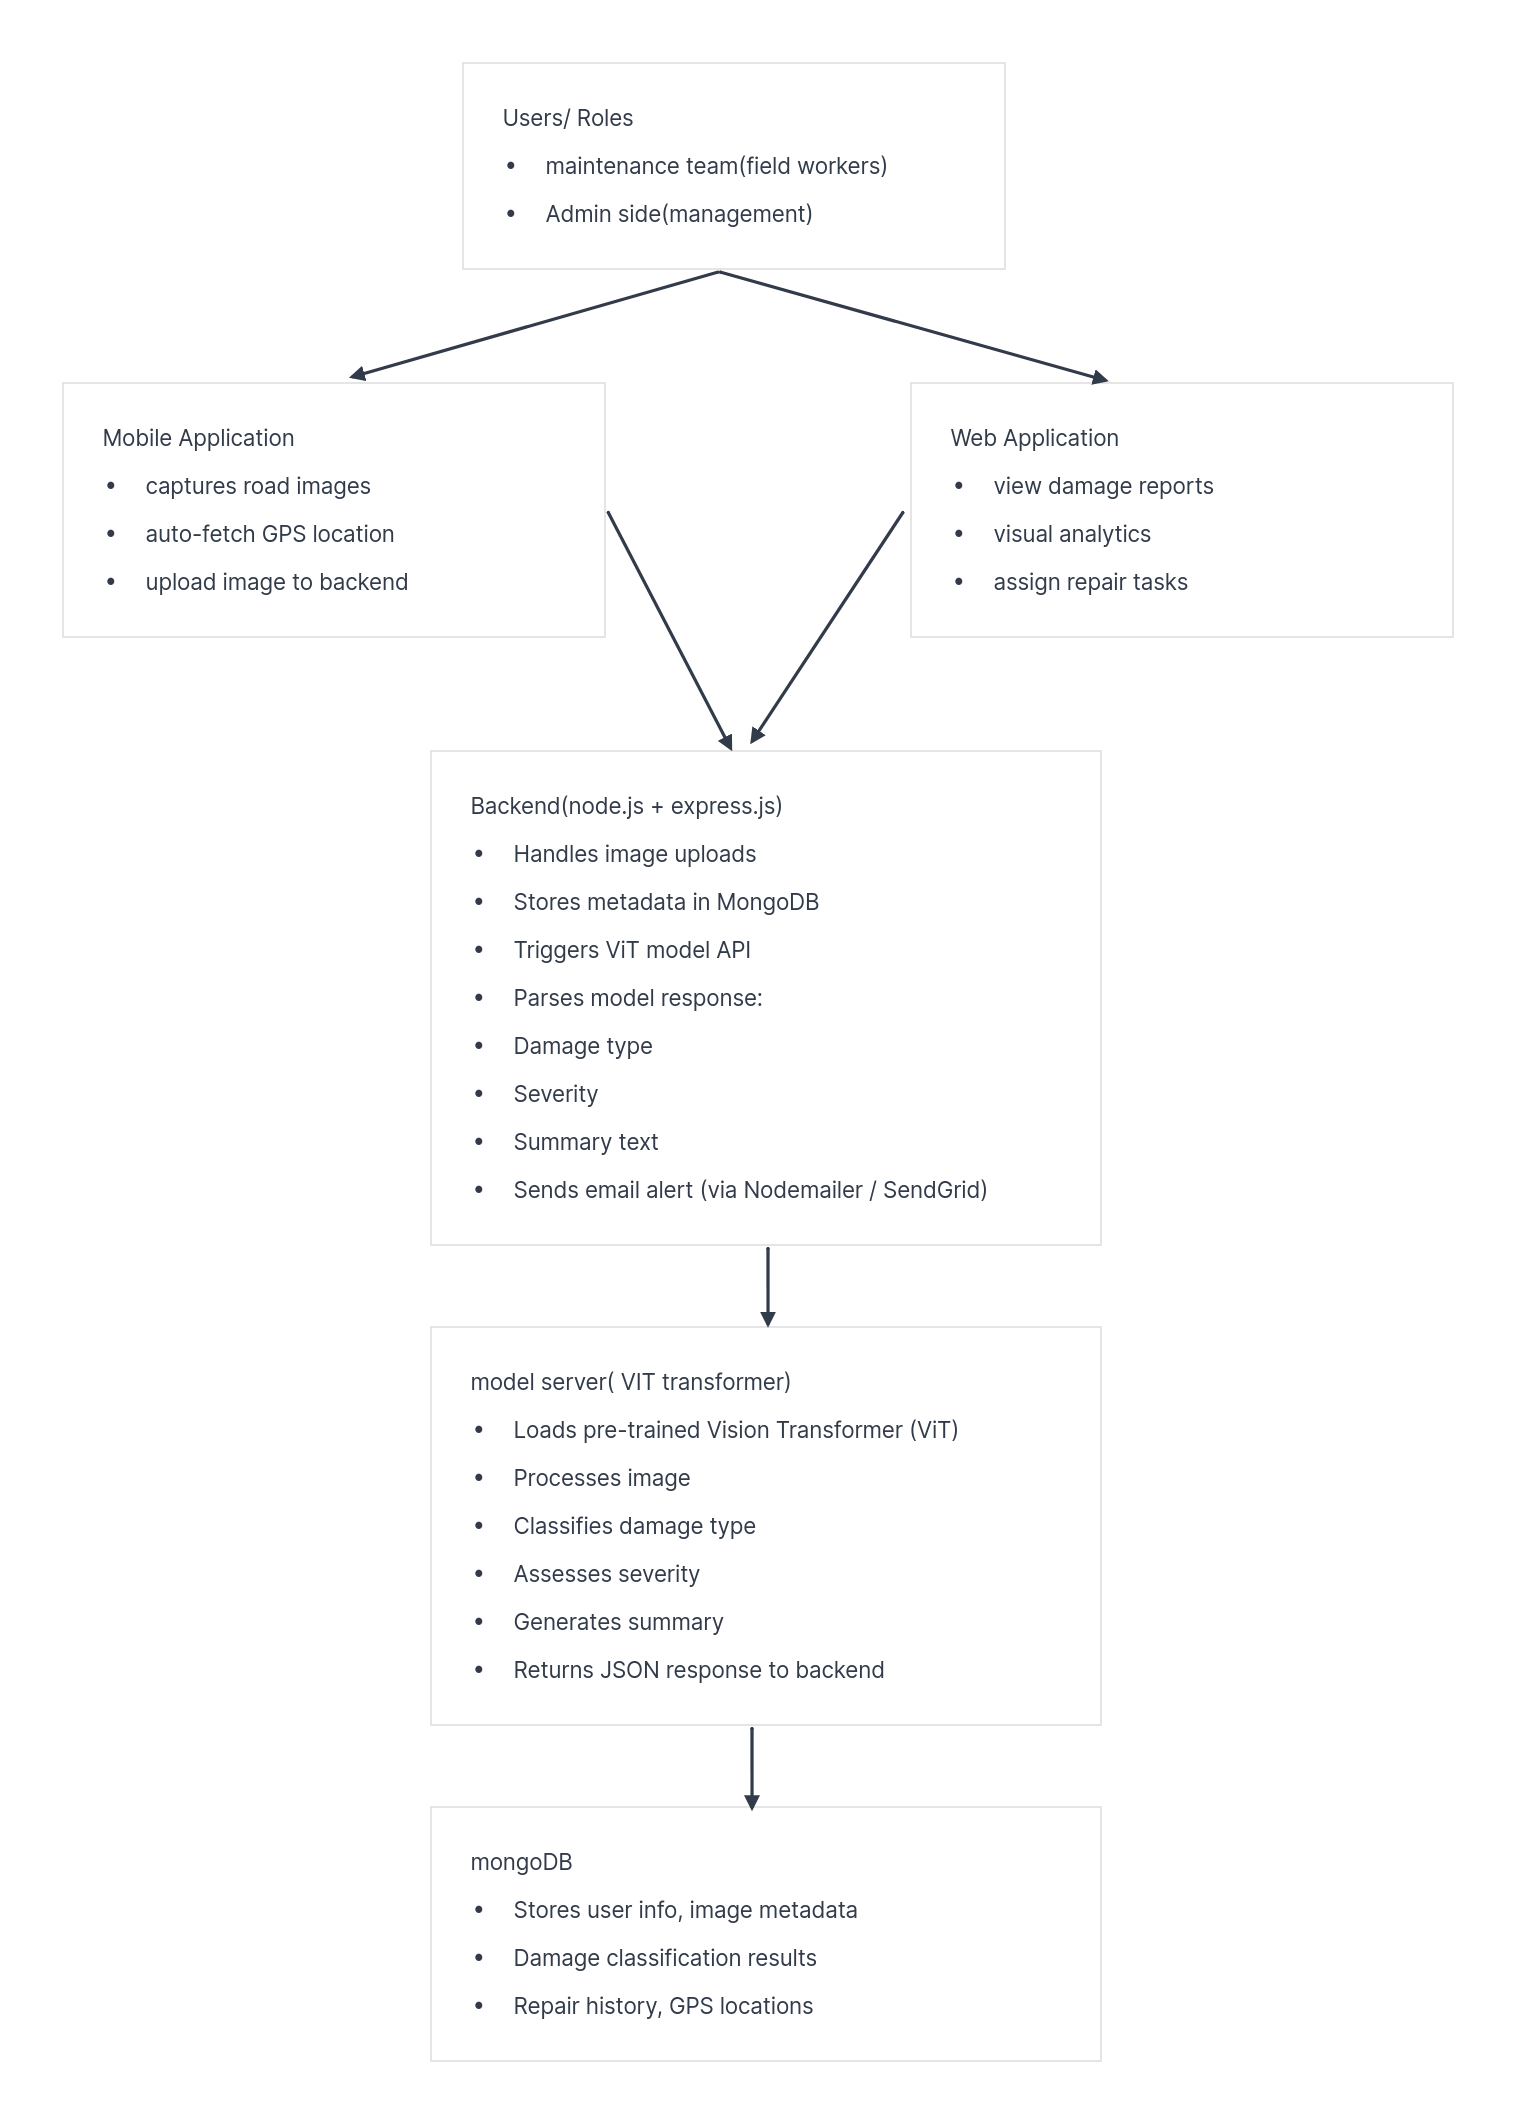 Users/ Roles
• maintenance team(field workers)
• Admin side(management)
Mobile Application
• captures road images
• auto-fetch GPS location
• upload image to backend
Web Application
• view damage reports
• visual analytics
• assign repair tasks
Backend(node.js + express.js)
• Handles image uploads
• Stores metadata in MongoDB
• Triggers ViT model API
• Parses model response:
• Damage type
• Severity
• Summary text
• Sends email alert (via Nodemailer / SendGrid)
model server( VIT transformer)
• Loads pre-trained Vision Transformer (ViT)
• Processes image
• Classifies damage type
• Assesses severity
• Generates summary
• Returns JSON response to backend
mongoDB
• Stores user info, image metadata
• Damage classification results
• Repair history, GPS locations